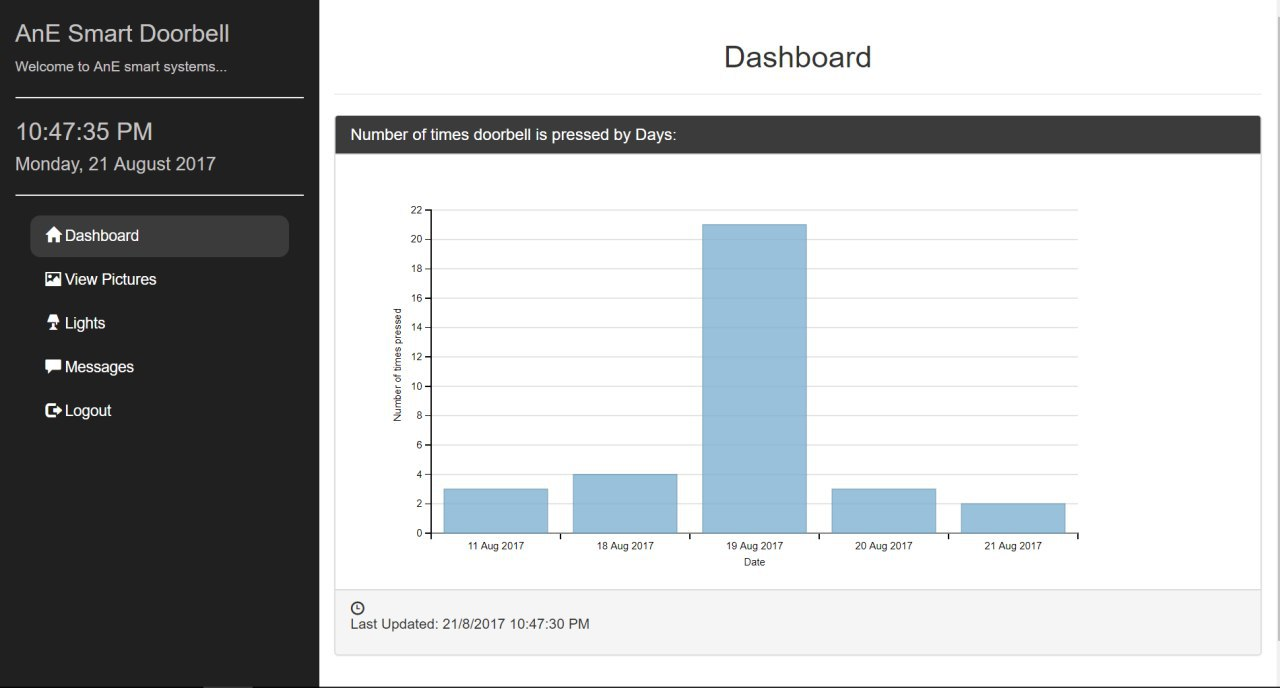 AnE Smart Doorbell
Welcome to AnE smart systems...
10:47:35 PM
Monday, 21 August 2017
Dashboard
View Pictures
Lights
Messages
Logout
Dashboard
Number of times doorbell is pressed by Days:
22
20
18
16
14
12
10
8
6
4
2
0
Number of times pressed
11 Aug 2017
18 Aug 2017
19 Aug 2017
20 Aug 2017
21 Aug 2017
Date
Last Updated: 21/8/2017 10:47:30 PM